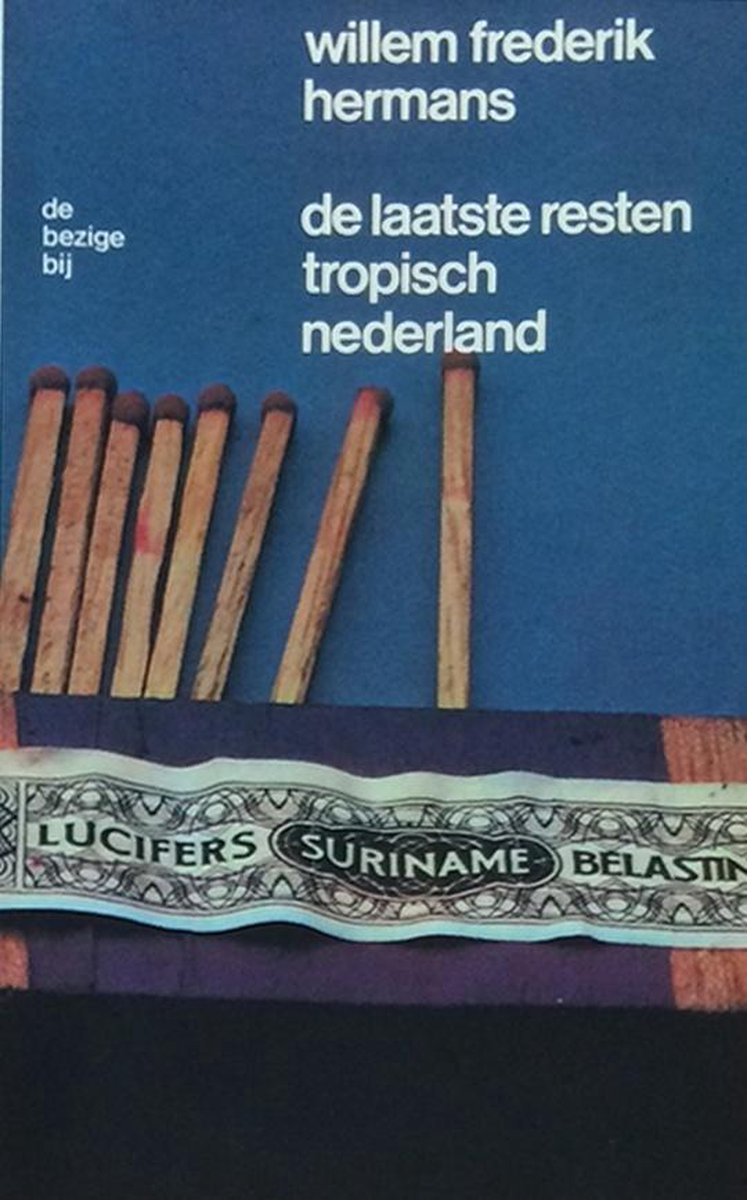 willem frederik
hermans
de laatste resten
tropisch
nederland
de
bezige
bij
LUCIFERS SURINAME BELASTIN